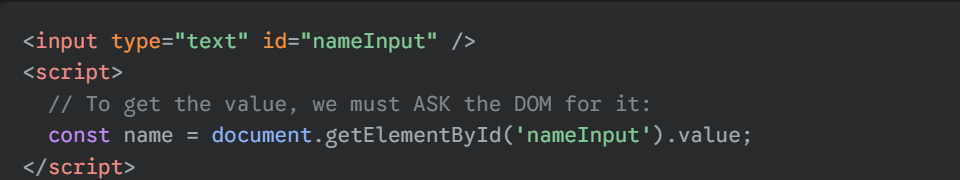 <input type="text" id="nameInput" />
<script>
// To get the value, we must ASK the DOM for it:
const name = document.getElementById('nameInput').value;
</script>